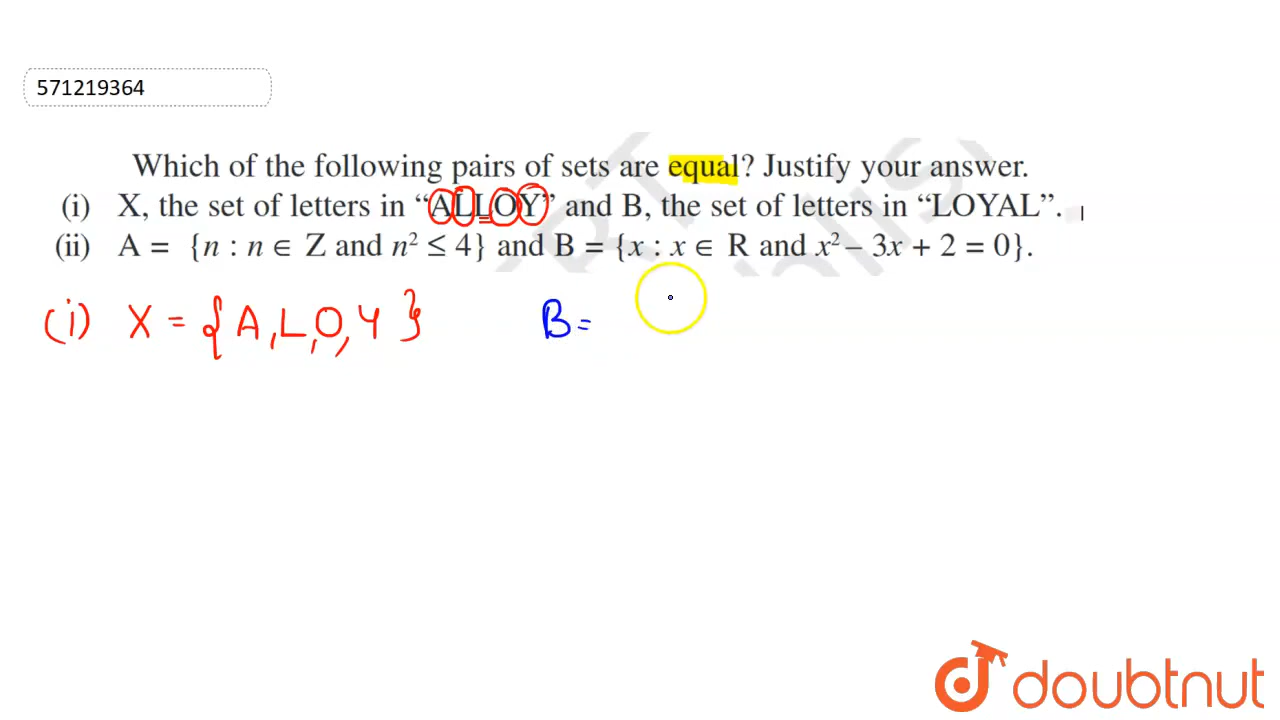 571219364
Which of the following pairs of sets are equal? Justify your answer.
(i) X, the set of letters in “ALLOY” and B, the set of letters in “LOYAL”.
(ii) A = {n : n ∈ Z and n² ≤ 4} and B = {x : x ∈ R and x² – 3x + 2 = 0}.
(i) X = {A, L, O, Y} B =
doubtnut